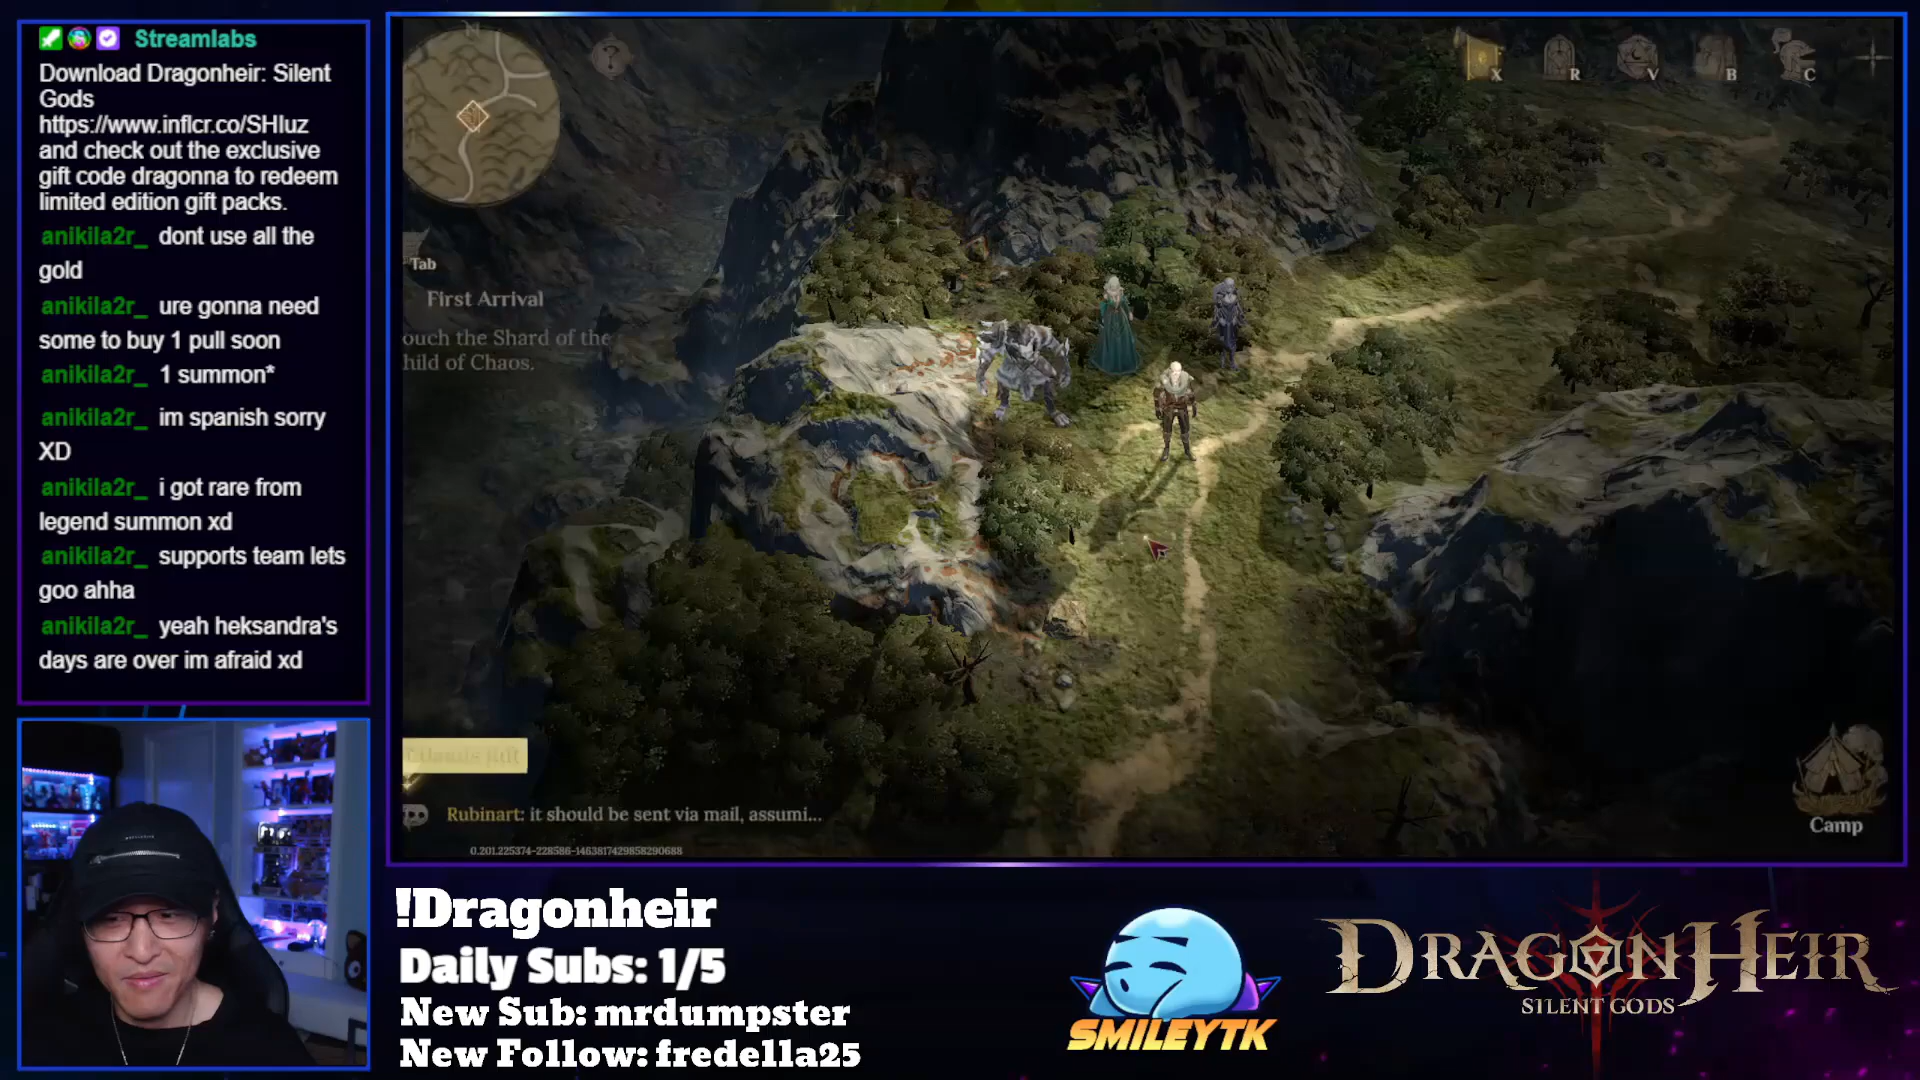 Streamlabs
Download Dragonheir: Silent
Gods
https://www.inflcr.co/SHluz
and check out the exclusive
gift code dragonna to redeem
limited edition gift packs.
anikila2r_ dont use all the
gold
anikila2r_ ure gonna need
some to buy 1 pull soon
anikila2r_ 1 summon*
anikila2r_ im spanish sorry
XD
anikila2r_ i got rare from
legend summon xd
anikila2r_ supports team lets
goo ahha
anikila2r_ yeah heksandra's
days are over im afraid xd
N
?
X
R
V
B
C
Tab
First Arrival
ouch the Shard of the
hild of Chaos.
Rubinart: it should be sent via mail, assumi...
0.201.225374-228586-1463817429858290688
Camp
!Dragonheir
Daily Subs: 1/5
New Sub: mrdumpster
New Follow: fredella25
SMILEYTK
DRAGONHEIR
SILENT GODS